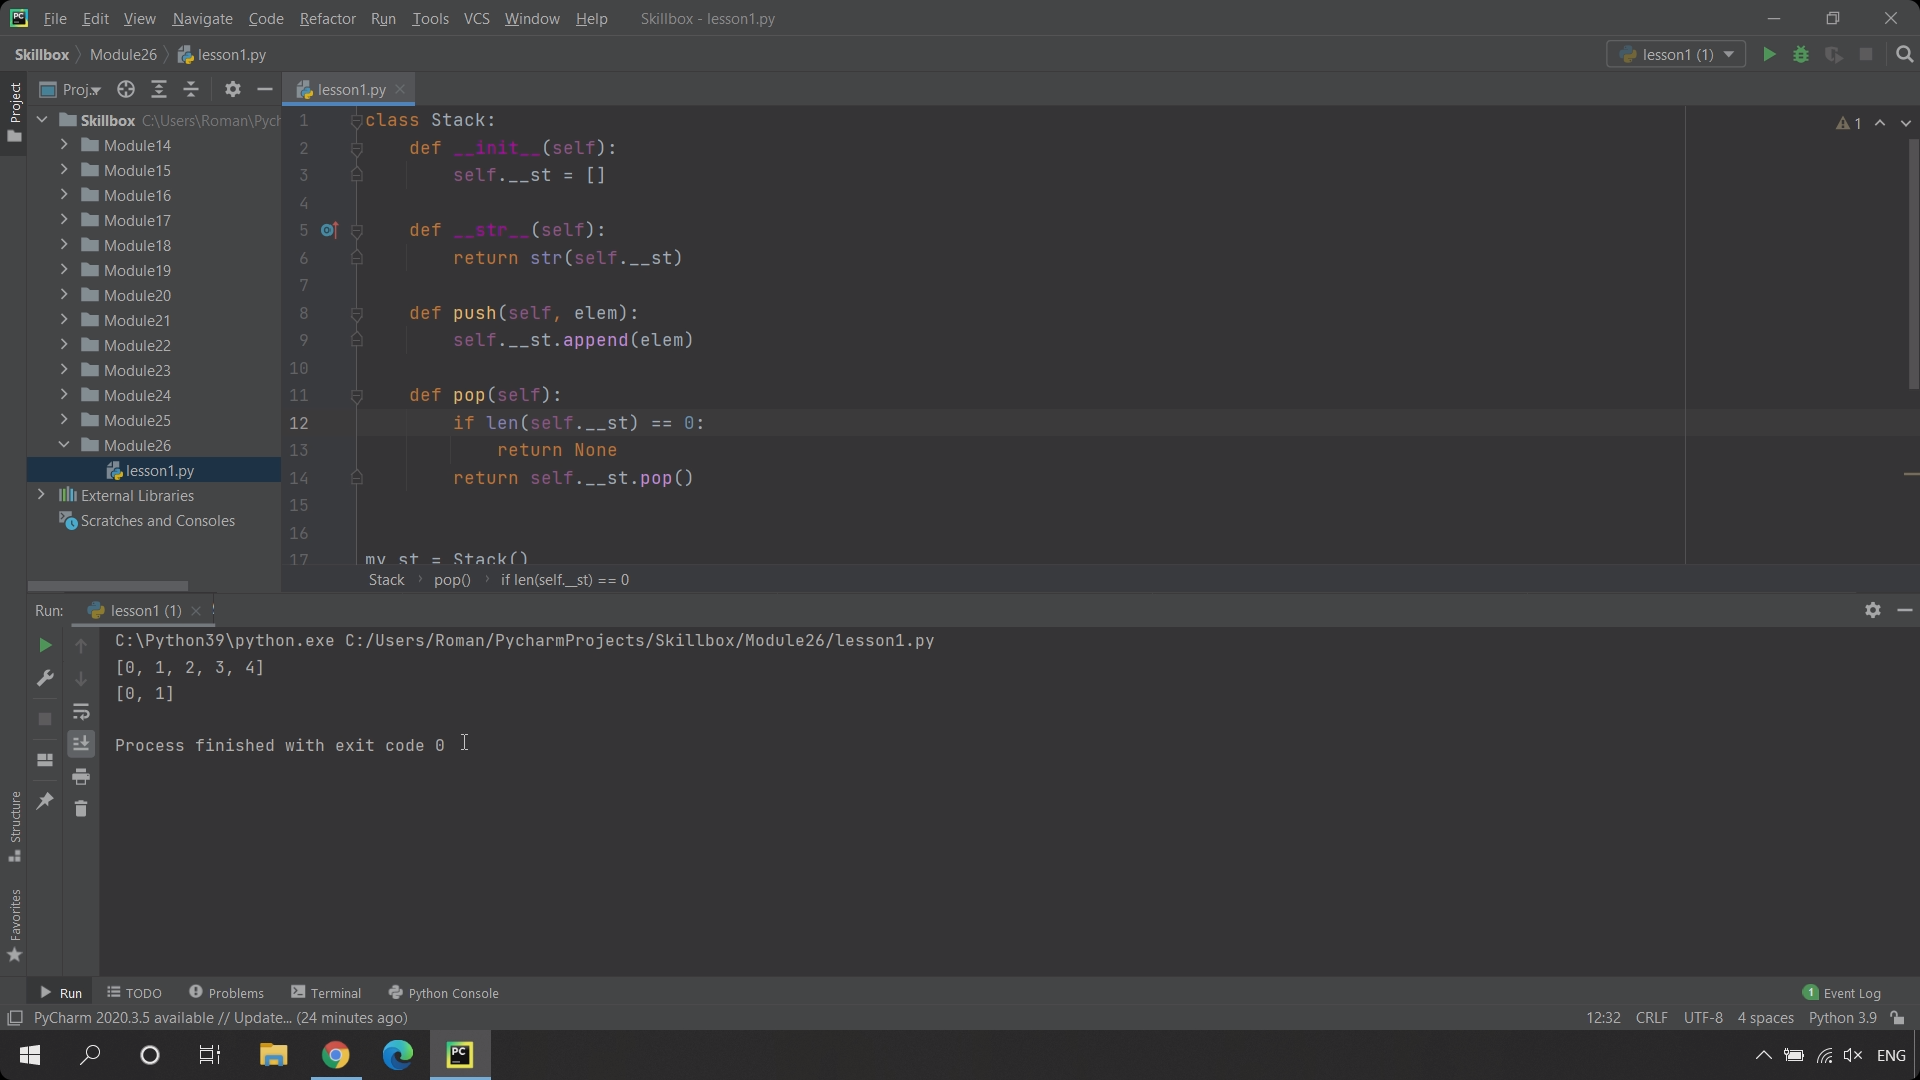 File Edit View Navigate Code Refactor Run Tools VCS Window Help Skillbox - lesson1.py
Skillbox Module26 lesson1.py lesson1 (1)
Project Proj... lesson1.py
Skillbox C:\Users\Roman\Pych
Module14
Module15
Module16
Module17
Module18
Module19
Module20
Module21
Module22
Module23
Module24
Module25
Module26
lesson1.py
External Libraries
Scratches and Consoles
1 class Stack:
2 def __init__(self):
3 self.__st = []
4
5 def __str__(self):
6 return str(self.__st)
7
8 def push(self, elem):
9 self.__st.append(elem)
10
11 def pop(self):
12 if len(self.__st) == 0:
13 return None
14 return self.__st.pop()
15
16
17 my_st = Stack()
1
Stack pop() if len(self.__st) == 0
Run: lesson1 (1)
C:\Python39\python.exe C:/Users/Roman/PycharmProjects/Skillbox/Module26/lesson1.py
[0, 1, 2, 3, 4]
[0, 1]
Process finished with exit code 0
Structure
Favorites
Run TODO Problems Terminal Python Console 1 Event Log
PyCharm 2020.3.5 available // Update... (24 minutes ago) 12:32 CRLF UTF-8 4 spaces Python 3.9
PC ENG